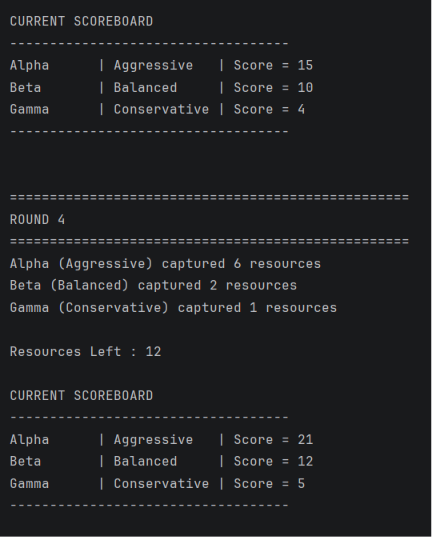 CURRENT SCOREBOARD
-----------------------------------
Alpha      | Aggressive   | Score = 15
Beta       | Balanced     | Score = 10
Gamma      | Conservative | Score = 4
-----------------------------------
==================================================
ROUND 4
==================================================
Alpha (Aggressive) captured 6 resources
Beta (Balanced) captured 2 resources
Gamma (Conservative) captured 1 resources
Resources Left : 12
CURRENT SCOREBOARD
-----------------------------------
Alpha      | Aggressive   | Score = 21
Beta       | Balanced     | Score = 12
Gamma      | Conservative | Score = 5
-----------------------------------